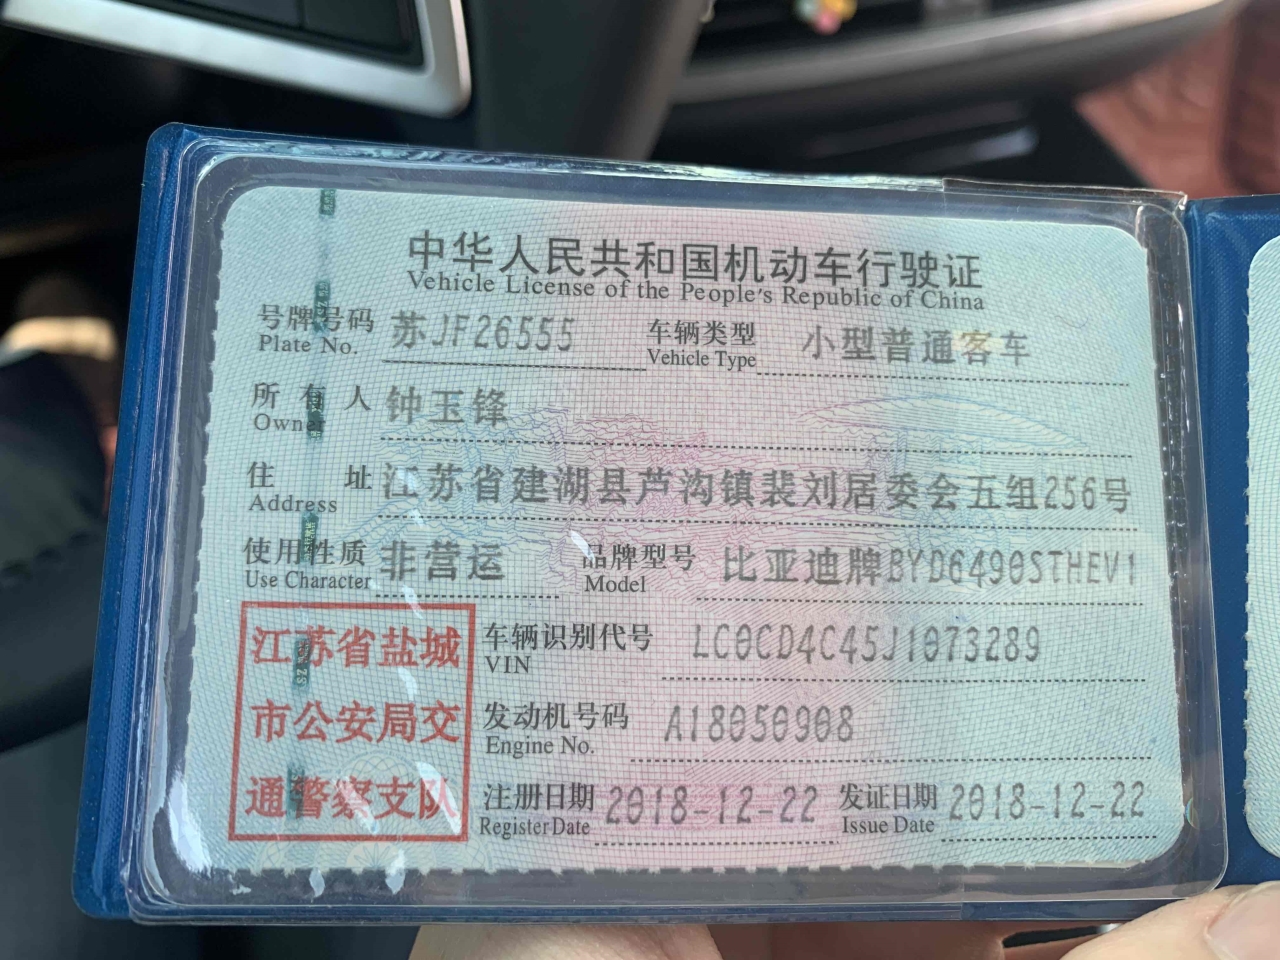 中华人民共和国机动车行驶证
Vehicle License of the People's Republic of China
号牌号码 苏JF26555 车辆类型 小型普通客车
Plate No. Vehicle Type
所有人 钟玉锋
Owner
住址 江苏省建湖县芦沟镇裴刘居委会五组256号
Address
使用性质 非营运 品牌型号 比亚迪牌BYD6490STHEV1
Use Character Model
江苏省盐城
市公安局交
通警察支队
车辆识别代号 LC0CD4C45J1073289
VIN
发动机号码 A18050908
Engine No.
注册日期 2018-12-22 发证日期 2018-12-22
Register Date Issue Date